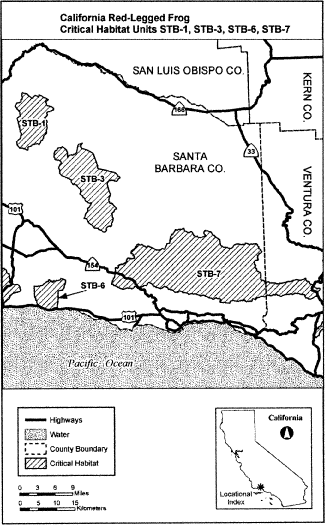 California Red-Legged Frog
Critical Habitat Units STB-1, STB-3, STB-6, STB-7
SAN LUIS OBISPO CO.
KERN CO.
166
STB-1
33
SANTA
BARBARA CO.
STB-3
VENTURA CO.
101
154
STB-7
STB-6
101
Pacific Ocean
Highways
Water
County Boundary
Critical Habitat
0 3 6 9
Miles
0 5 10 15
Kilometers
California
N
Locational
Index